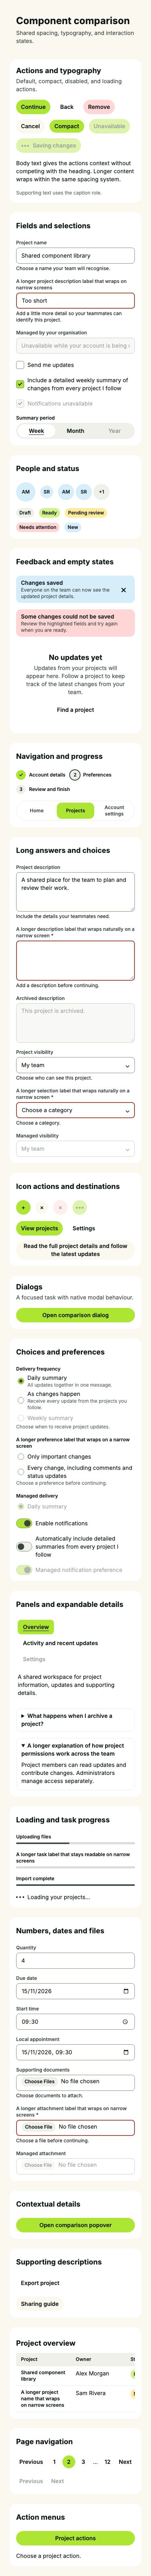 Component comparison
Shared spacing, typography, and interaction
states.
Actions and typography
Default, compact, disabled, and loading
actions.
Continue Back Remove
Cancel Compact Unavailable
Saving changes
Body text gives the actions context without
competing with the heading. Longer content
wraps within the same spacing system.
Supporting text uses the caption role.
Fields and selections
Project name
Shared component library
Choose a name your team will recognise.
A longer project description label that wraps on
narrow screens
Too short
Add a little more detail so your teammates can
identify this project.
Managed by your organisation
Unavailable while your account is being
Send me updates
Include a detailed weekly summary of
changes from every project I follow
Notifications unavailable
Summary period
Week Month Year
People and status
AM SR AM SR +1
Draft Ready Pending review
Needs attention New
Feedback and empty states
Changes saved
Everyone on the team can now see the
updated project details.
Some changes could not be saved
Review the highlighted fields and try again
when you are ready.
No updates yet
Updates from your projects will
appear here. Follow a project to keep
track of the latest changes from your
team.
Find a project
Navigation and progress
Account details 2 Preferences
3 Review and finish
Home Projects Account
settings
Long answers and choices
Project description
A shared place for the team to plan and
review their work.
Include the details your teammates need.
A longer description label that wraps naturally on a
narrow screen *
Add a description before continuing.
Archived description
This project is archived.
Project visibility
My team
Choose who can see this project.
A longer selection label that wraps naturally on a
narrow screen *
Choose a category
Choose a category.
Managed visibility
My team
Icon actions and destinations
+ × × •••
View projects Settings
Read the full project details and follow
the latest updates
Dialogs
A focused task with native modal behaviour.
Open comparison dialog
Choices and preferences
Delivery frequency
Daily summary
All updates together in one message.
As changes happen
Receive every update from the projects you
follow.
Weekly summary
Choose when to receive project updates.
A longer preference label that wraps on a narrow
screen
Only important changes
Every change, including comments and
status updates
Choose a preference before continuing.
Managed delivery
Daily summary
Enable notifications
Automatically include detailed
summaries from every project I
follow
Managed notification preference
Panels and expandable details
Overview
Activity and recent updates
Settings
A shared workspace for project
information, updates and supporting
details.
What happens when I archive a
project?
A longer explanation of how project
permissions work across the team
Project members can read updates and
contribute changes. Administrators
manage access separately.
Loading and task progress
Uploading files
A longer task label that stays readable on narrow
screens
Import complete
Loading your projects...
Numbers, dates and files
Quantity
4
Due date
15/11/2026
Start time
09:30
Local appointment
15/11/2026, 09:30
Supporting documents
Choose Files No file chosen
Choose documents to attach.
A longer attachment label that wraps on narrow
screens *
Choose File No file chosen
Choose a file before continuing.
Managed attachment
Choose File No file chosen
Contextual details
Open comparison popover
Supporting descriptions
Export project
Sharing guide
Project overview
Project Owner St
Shared component
library Alex Morgan
A longer project
name that wraps
on narrow screens Sam Rivera
Page navigation
Previous 1 2 3 … 12 Next
Previous Next
Action menus
Project actions
Choose a project action.